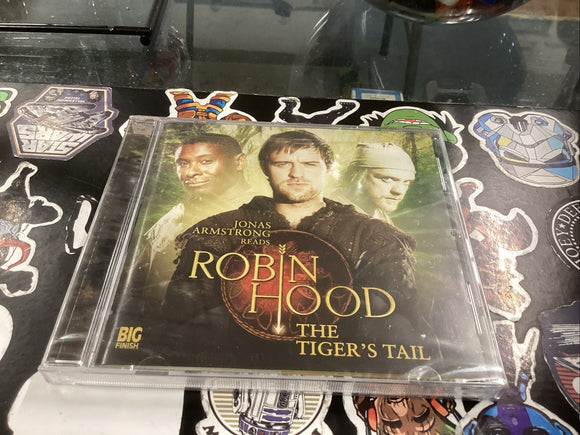 JONAS
ARMSTRONG
READS
ROBIN
HOOD
THE
TIGER'S TAIL
BIG
FINISH